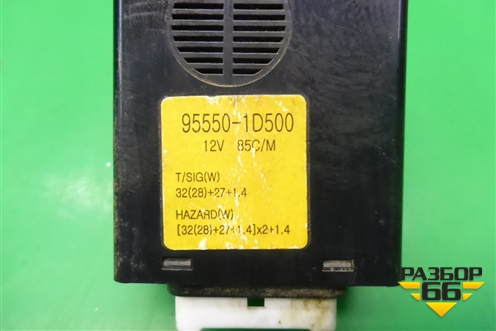 95550-1D500
12V 85C/M
T/SIG(W)
32(28)+27+1.4
HAZARD(W)
[32(28)+27+1.4]x2+1.4
РАЗБОР
66